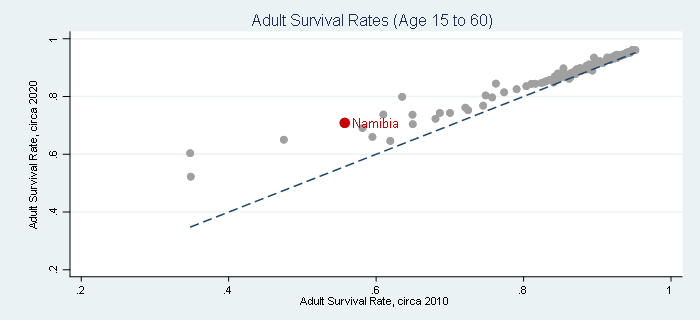 Adult Survival Rates (Age 15 to 60)
Adult Survival Rate, circa 2020
1
.8
.6
.4
.2
Namibia
.2
.4
.6
.8
1
Adult Survival Rate, circa 2010